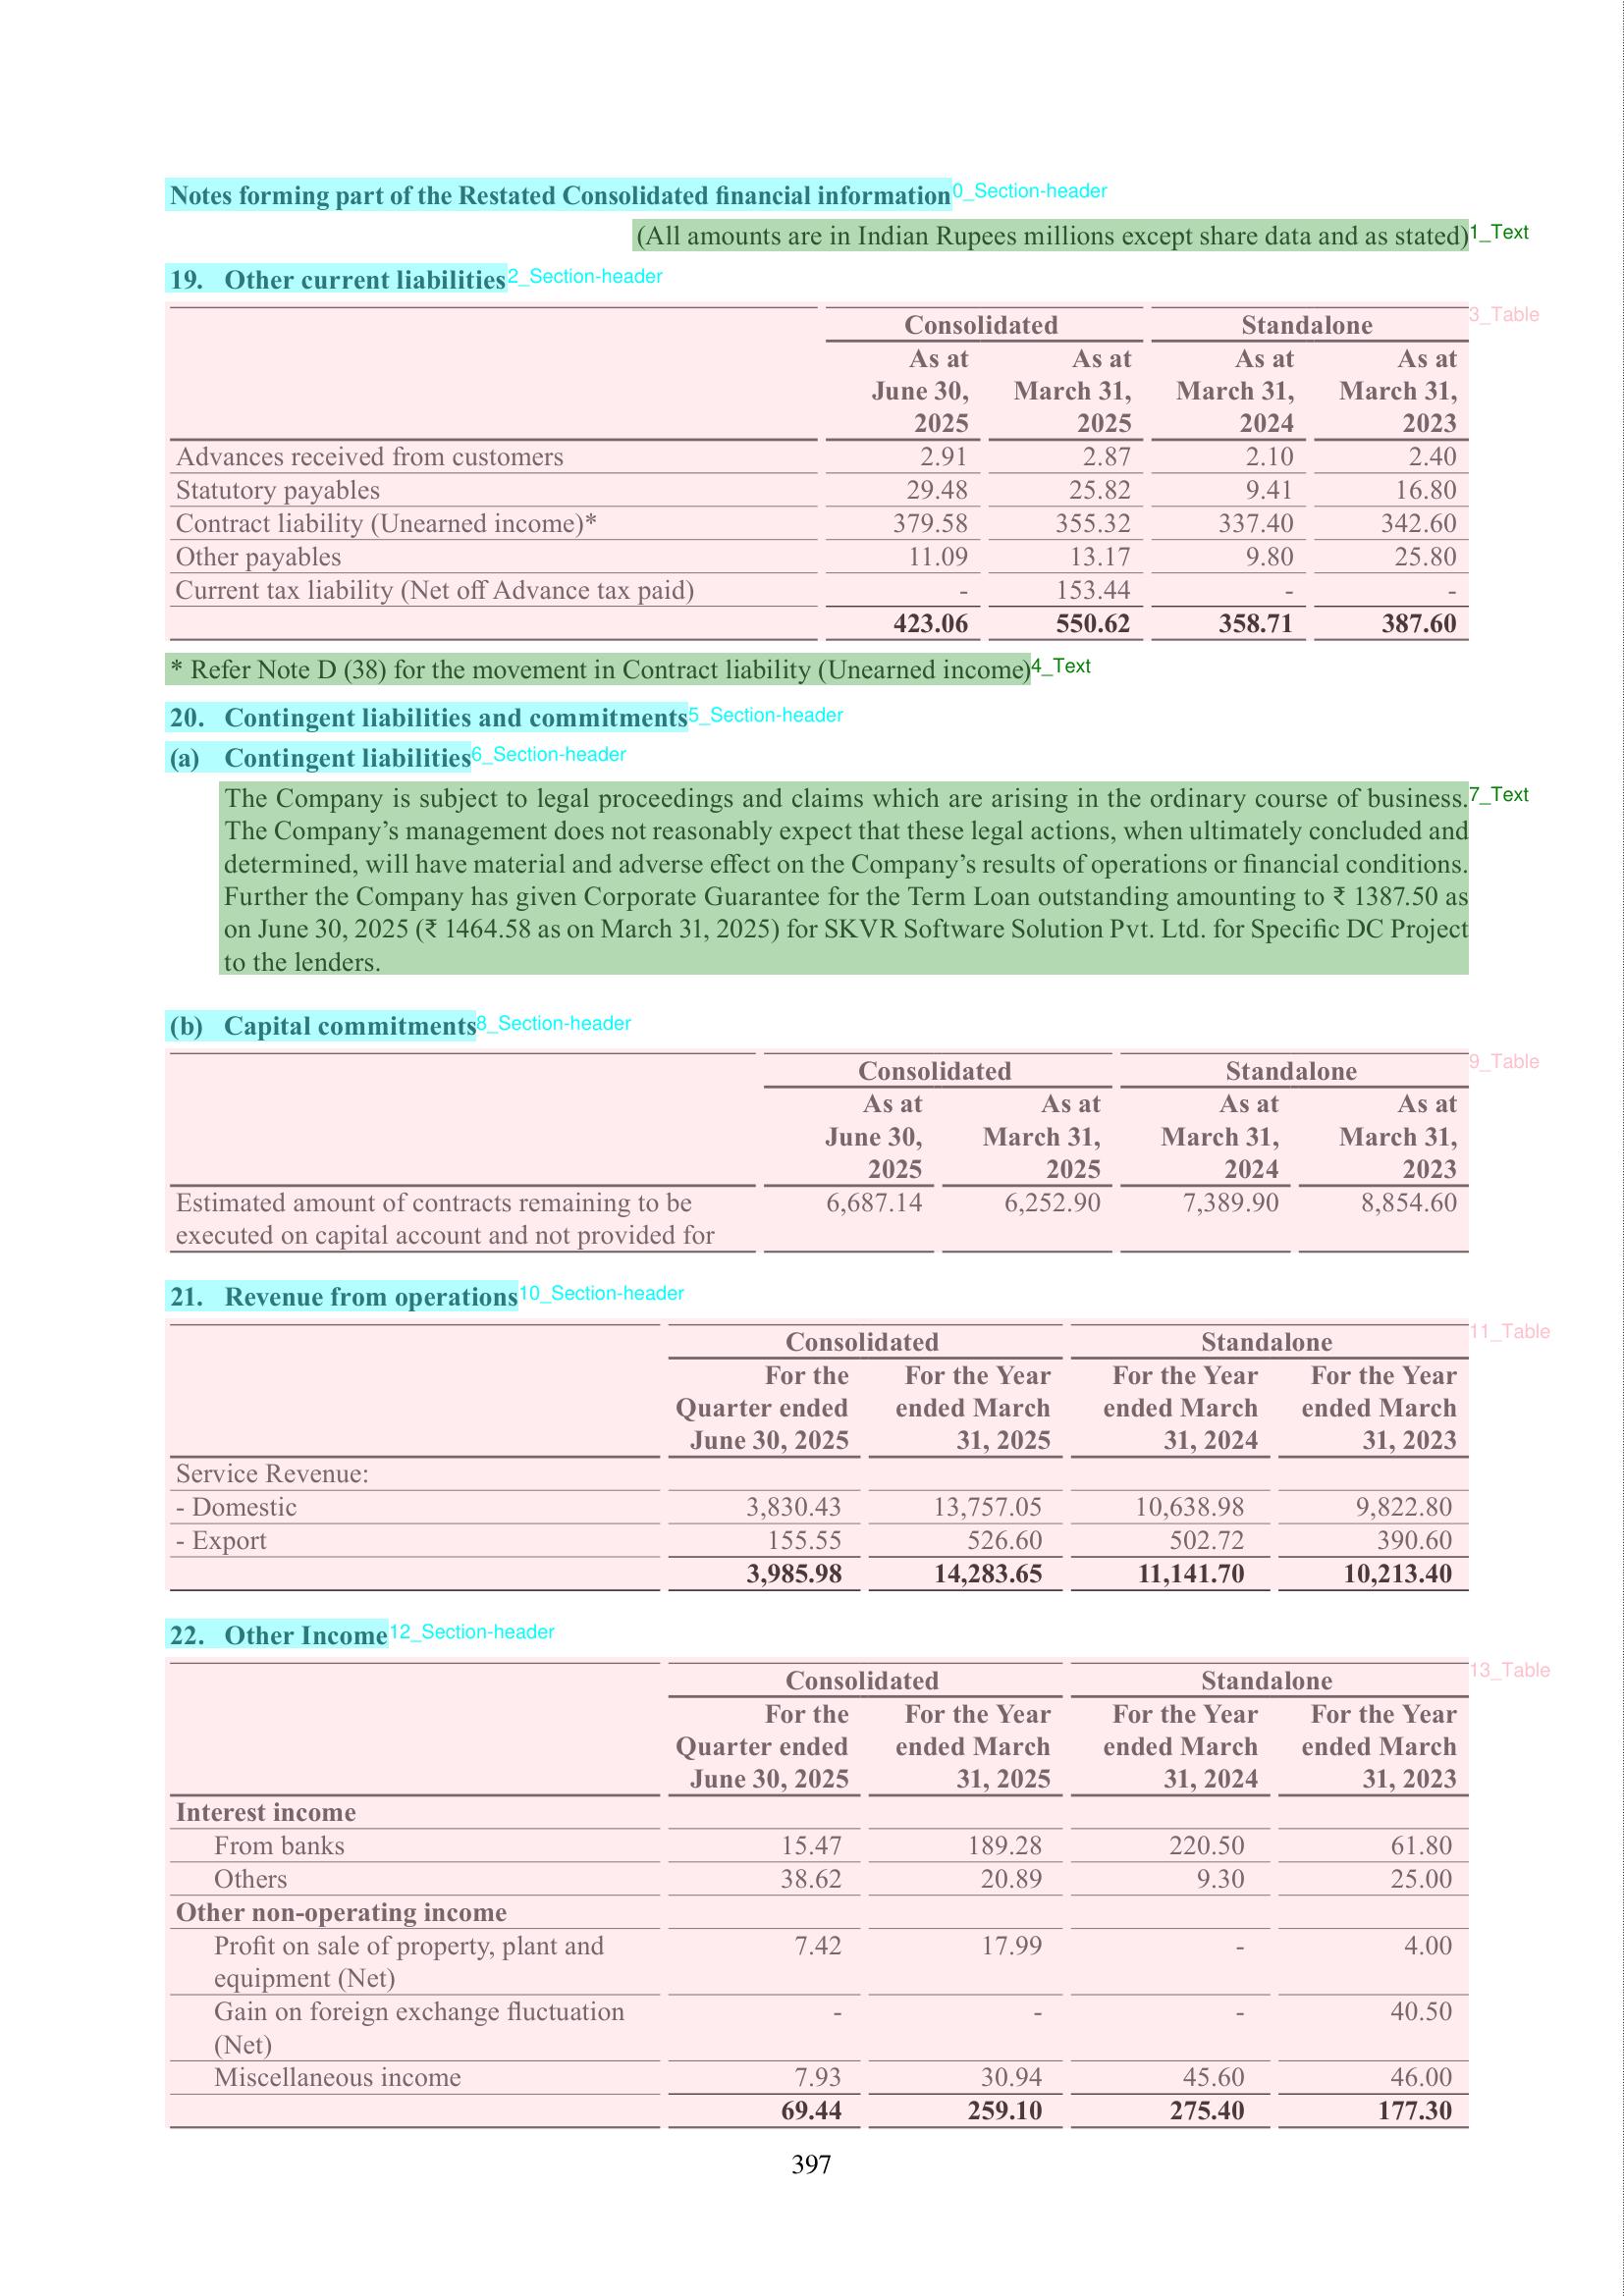 Notes forming part of the Restated Consolidated financial information 0_Section-header
(All amounts are in Indian Rupees millions except share data and as stated) 1_Text
19. Other current liabilities 2_Section-header
3_Table
Consolidated Standalone
As at As at As at As at
June 30, March 31, March 31, March 31,
2025 2025 2024 2023
Advances received from customers 2.91 2.87 2.10 2.40
Statutory payables 29.48 25.82 9.41 16.80
Contract liability (Unearned income)* 379.58 355.32 337.40 342.60
Other payables 11.09 13.17 9.80 25.80
Current tax liability (Net off Advance tax paid) - 153.44 - -
423.06 550.62 358.71 387.60
* Refer Note D (38) for the movement in Contract liability (Unearned income) 4_Text
20. Contingent liabilities and commitments 5_Section-header
(a) Contingent liabilities 6_Section-header
The Company is subject to legal proceedings and claims which are arising in the ordinary course of business. 7_Text
The Company’s management does not reasonably expect that these legal actions, when ultimately concluded and
determined, will have material and adverse effect on the Company’s results of operations or financial conditions.
Further the Company has given Corporate Guarantee for the Term Loan outstanding amounting to ₹ 1387.50 as
on June 30, 2025 (₹ 1464.58 as on March 31, 2025) for SKVR Software Solution Pvt. Ltd. for Specific DC Project
to the lenders.
(b) Capital commitments 8_Section-header
9_Table
Consolidated Standalone
As at As at As at As at
June 30, March 31, March 31, March 31,
2025 2025 2024 2023
Estimated amount of contracts remaining to be 6,687.14 6,252.90 7,389.90 8,854.60
executed on capital account and not provided for
21. Revenue from operations 10_Section-header
11_Table
Consolidated Standalone
For the For the Year For the Year For the Year
Quarter ended ended March ended March ended March
June 30, 2025 31, 2025 31, 2024 31, 2023
Service Revenue:
- Domestic 3,830.43 13,757.05 10,638.98 9,822.80
- Export 155.55 526.60 502.72 390.60
3,985.98 14,283.65 11,141.70 10,213.40
22. Other Income 12_Section-header
13_Table
Consolidated Standalone
For the For the Year For the Year For the Year
Quarter ended ended March ended March ended March
June 30, 2025 31, 2025 31, 2024 31, 2023
Interest income
From banks 15.47 189.28 220.50 61.80
Others 38.62 20.89 9.30 25.00
Other non-operating income
Profit on sale of property, plant and 7.42 17.99 - 4.00
equipment (Net)
Gain on foreign exchange fluctuation - - - 40.50
(Net)
Miscellaneous income 7.93 30.94 45.60 46.00
69.44 259.10 275.40 177.30
397